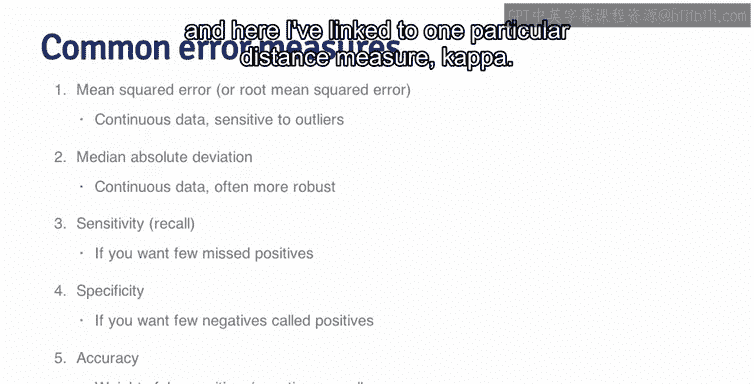 and here I've linked to one particular
distance measure, kappa.
Common error measures
1. Mean squared error (or root mean squared error)
· Continuous data, sensitive to outliers
2. Median absolute deviation
· Continuous data, often more robust
3. Sensitivity (recall)
· If you want few missed positives
4. Specificity
· If you want few negatives called positives
5. Accuracy